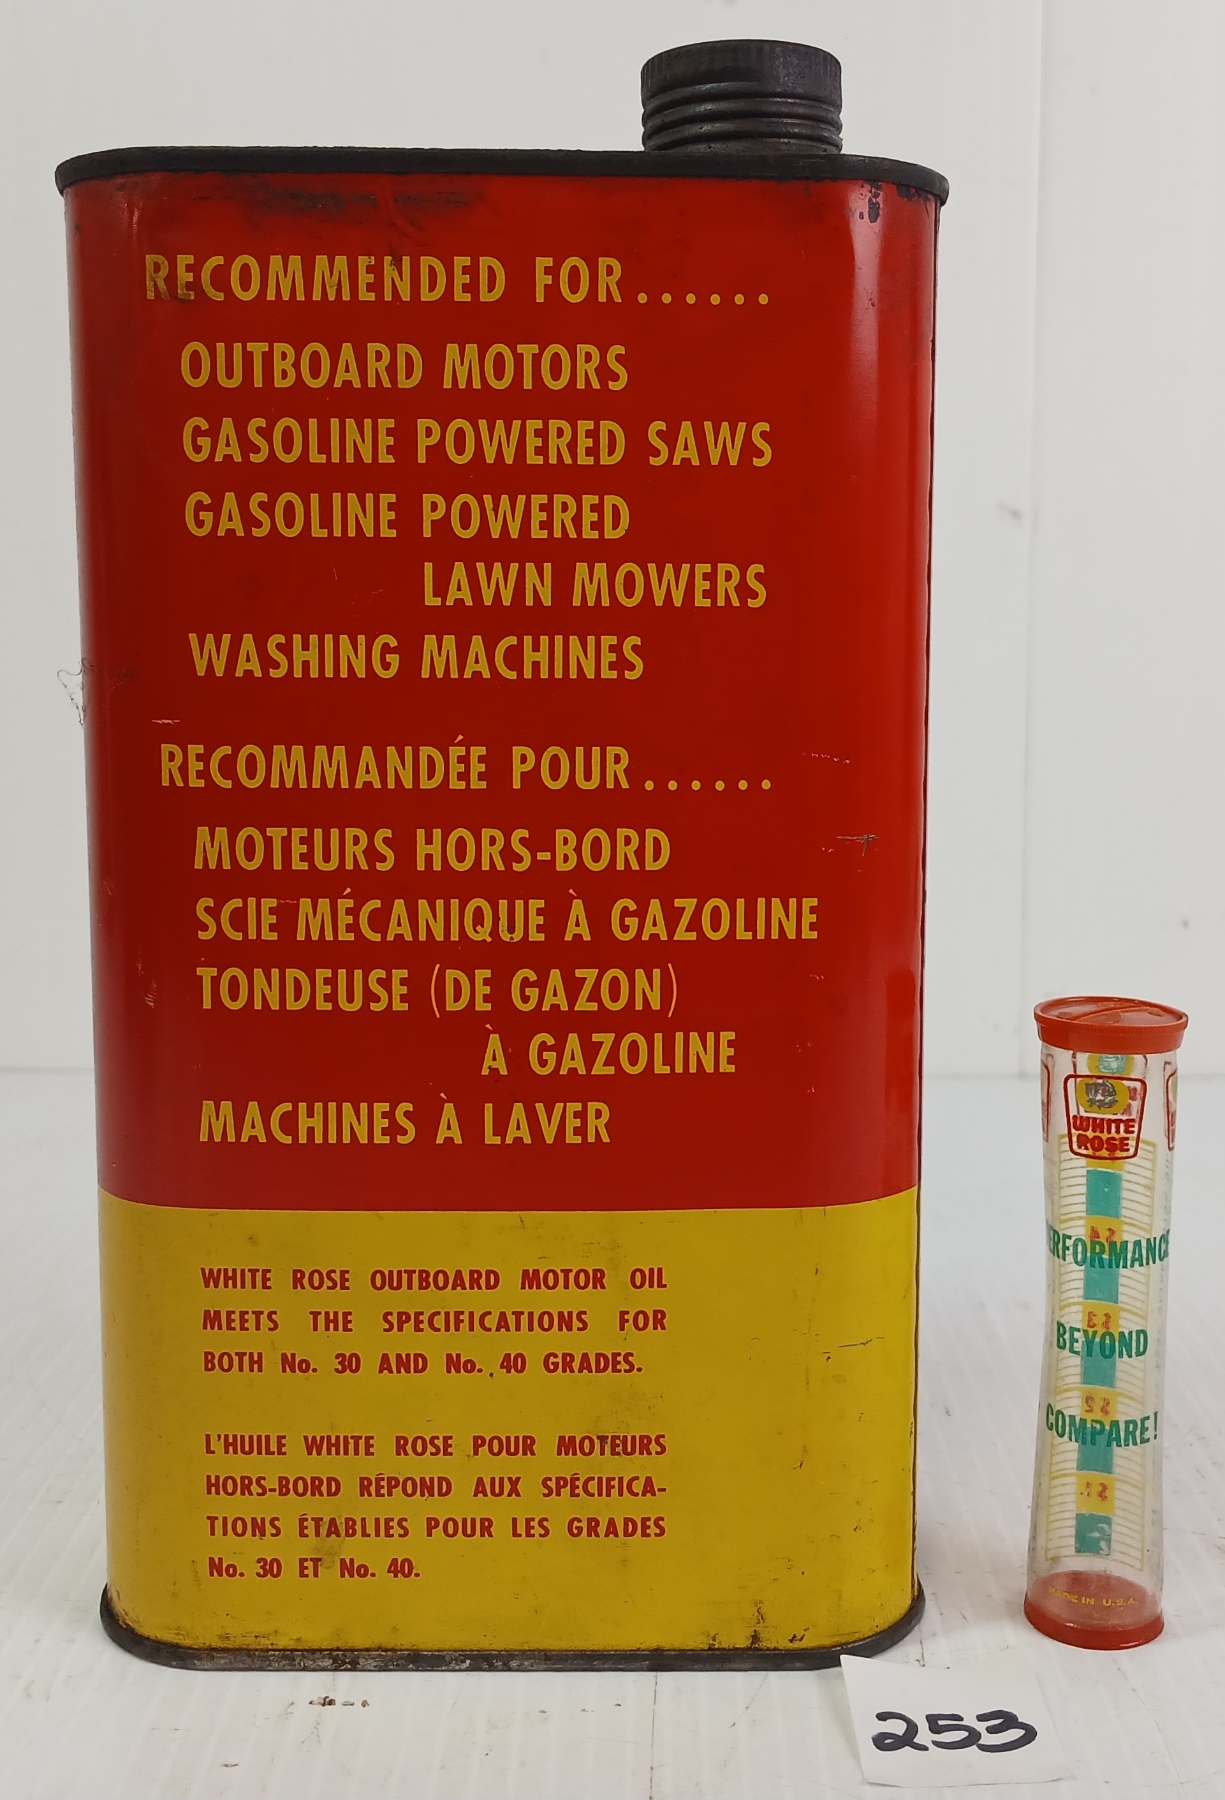 RECOMMENDED FOR......
OUTBOARD MOTORS
GASOLINE POWERED SAWS
GASOLINE POWERED
LAWN MOWERS
WASHING MACHINES
RECOMMANDÉE POUR......
MOTEURS HORS-BORD
SCIE MÉCANIQUE À GAZOLINE
TONDEUSE (DE GAZON)
À GAZOLINE
MACHINES À LAVER
WHITE ROSE OUTBOARD MOTOR OIL
MEETS THE SPECIFICATIONS FOR
BOTH No. 30 AND No. 40 GRADES.
L'HUILE WHITE ROSE POUR MOTEURS
HORS-BORD RÉPOND AUX SPÉCIFICA-
TIONS ÉTABLIES POUR LES GRADES
No. 30 ET No. 40.
WHITE
ROSE
ERFORMANCE
BEYOND
COMPARE!
MADE IN U.S.A.
253